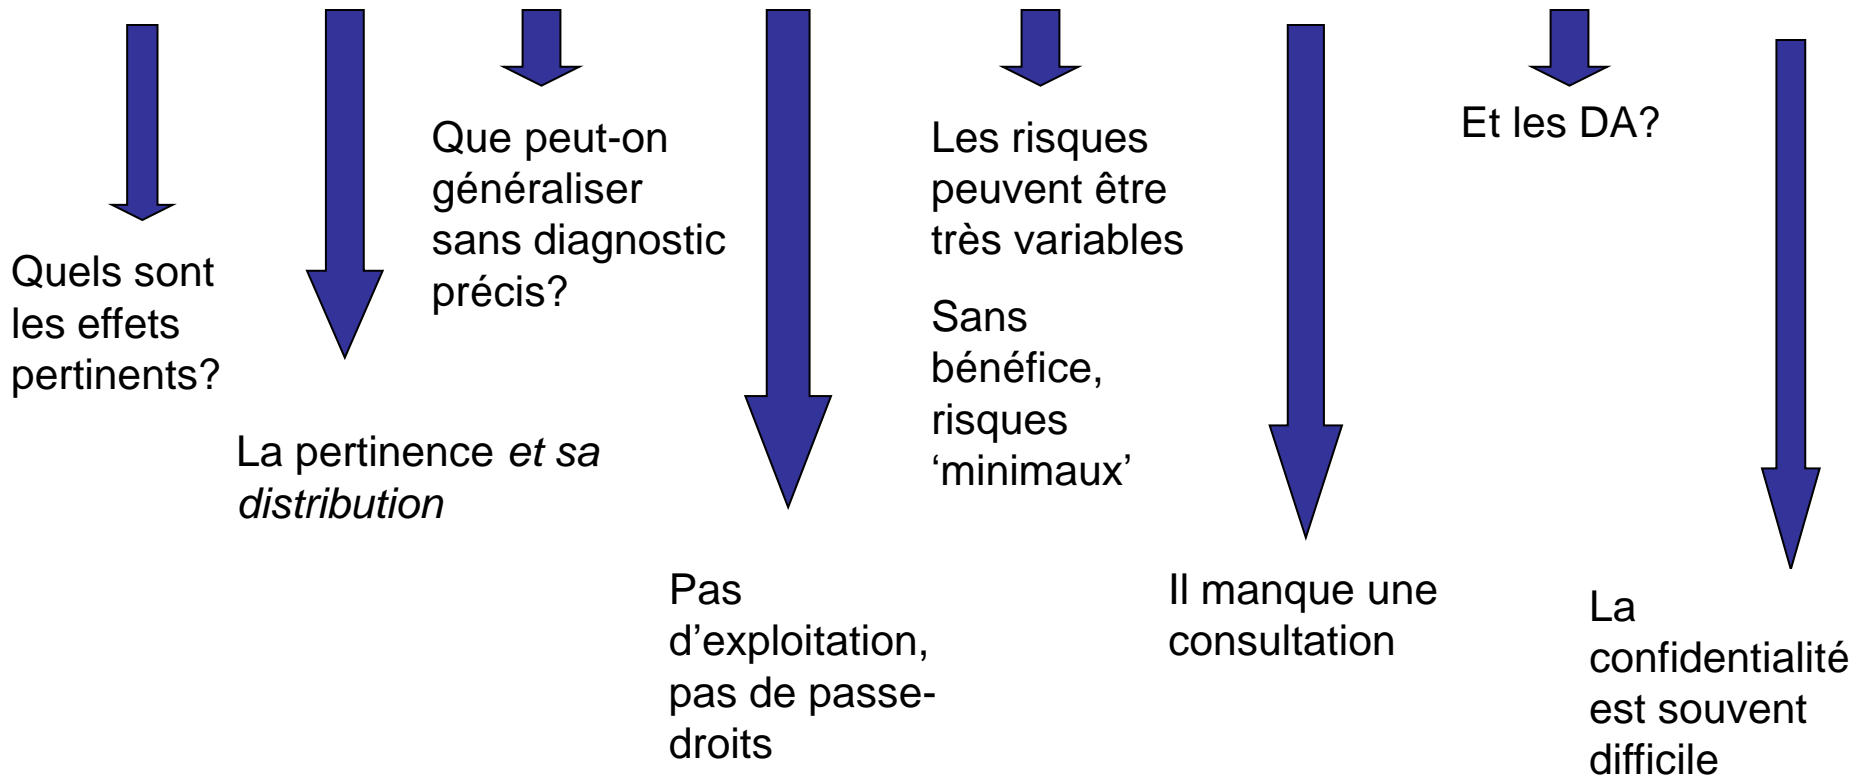 Quels sont
les effets
pertinents?
La pertinence et sa
distribution
Que peut-on
généraliser
sans diagnostic
précis?
Pas
d’exploitation,
pas de passe-
droits
Les risques
peuvent être
très variables
Sans
bénéfice,
risques
‘minimaux’
Il manque une
consultation
Et les DA?
La
confidentialité
est souvent
difficile